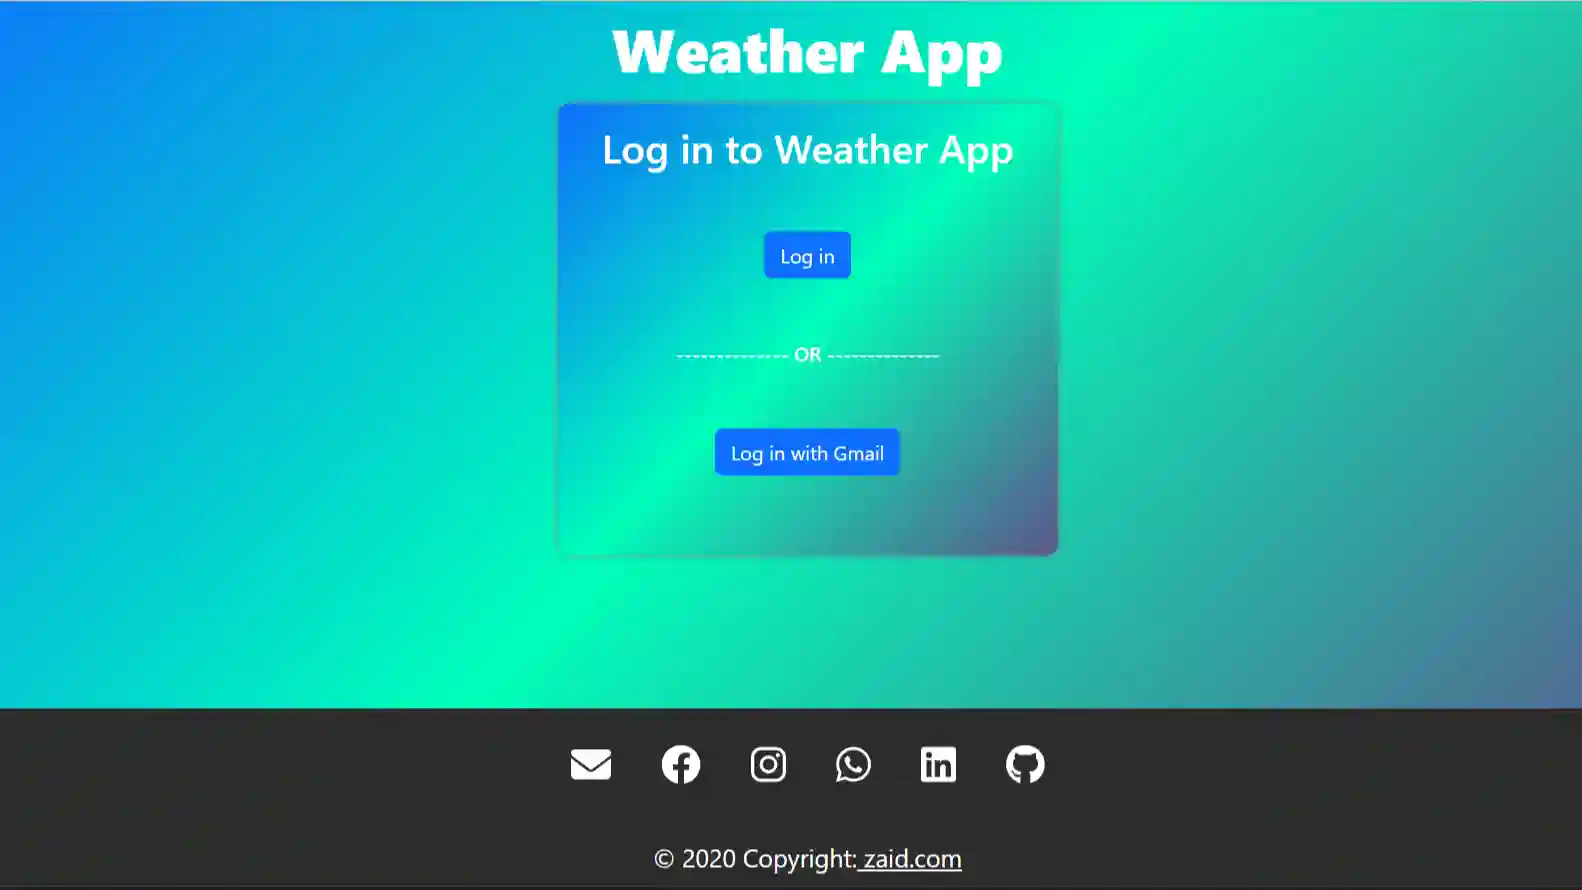 Weather App
Log in to Weather App
Log in
-------------- OR --------------
Log in with Gmail
© 2020 Copyright: zaid.com